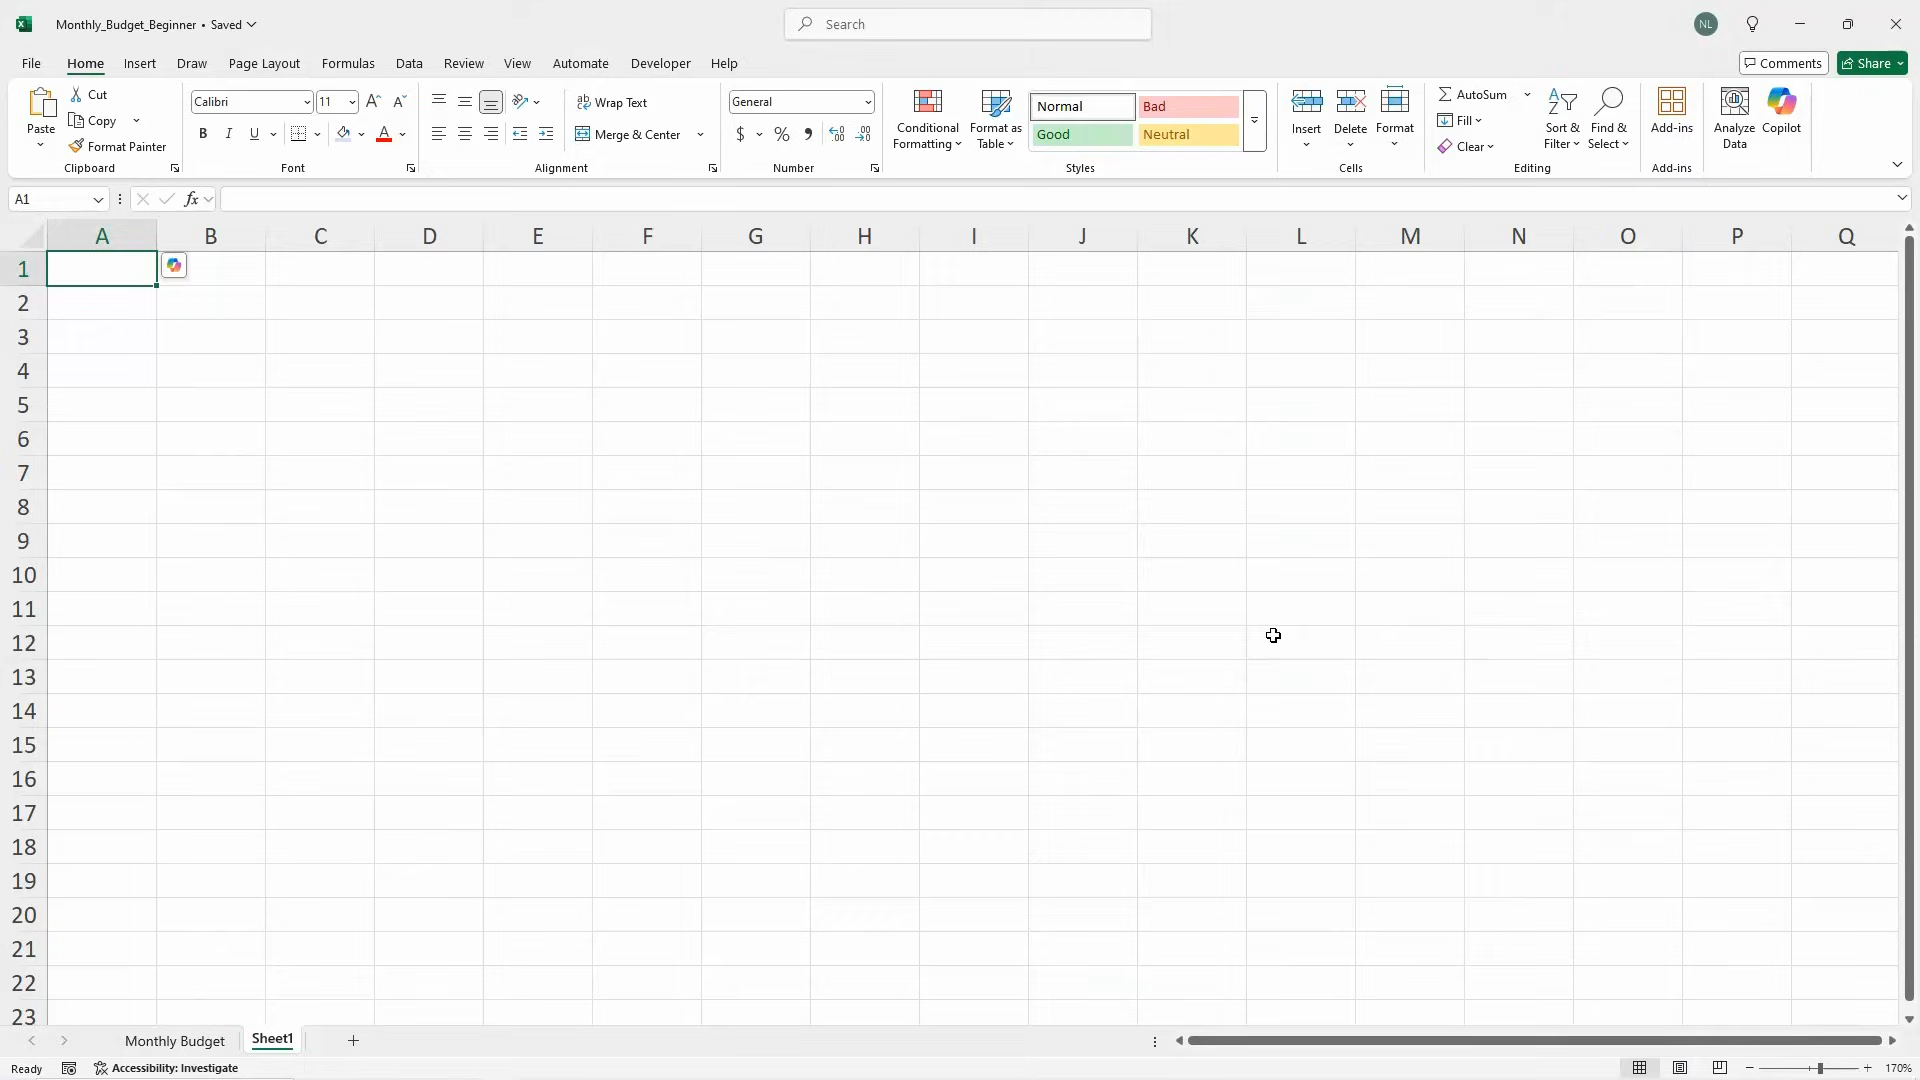 Monthly_Budget_Beginner • Saved
Search
NL
File Home Insert Draw Page Layout Formulas Data Review View Automate Developer Help
Comments Share
Paste
Cut
Copy
Format Painter
Clipboard
Calibri 11
B I U
Font
Wrap Text
Merge & Center
Alignment
General
$ % ,
Number
Conditional Formatting
Format as Table
Normal Bad
Good Neutral
Styles
Insert Delete Format
Cells
AutoSum
Fill
Clear
Sort & Filter
Find & Select
Editing
Add-ins
Add-ins
Analyze Data
Copilot
A1 fx
A B C D E F G H I J K L M N O P Q
1
2
3
4
5
6
7
8
9
10
11
12
13
14
15
16
17
18
19
20
21
22
23
Monthly Budget Sheet1 +
Ready Accessibility: Investigate 170%